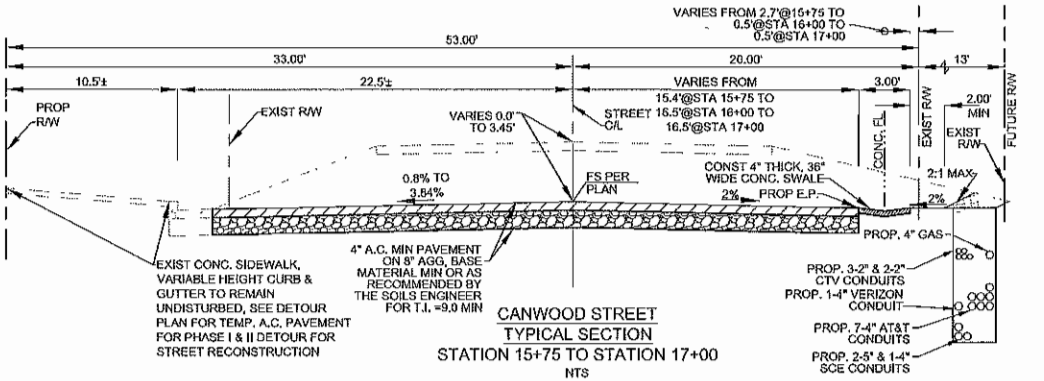 VARIES FROM 2.7'@15+75 TO
0.5'@STA 16+00 TO
0.5'@STA 17+00
53.00'
33.00'
20.00'
13'
10.5'±
22.5'±
VARIES FROM
15.4'@STA 15+75 TO
16.5'@STA 16+00 TO
16.5'@STA 17+00
3.00'
2.00'
MIN
PROP
R/W
EXIST R/W
VARIES 0.0'
TO 3.45'
STREET
C/L
CONC. FL
EXIST R/W
EXIST
R/W
FUTURE R/W
CONST 4" THICK, 36"
WIDE CONC. SWALE
2:1 MAX
0.8% TO
3.84%
FS PER
PLAN
2%
PROP E.P.
2%
EXIST CONC. SIDEWALK,
VARIABLE HEIGHT CURB &
GUTTER TO REMAIN
UNDISTURBED, SEE DETOUR
PLAN FOR TEMP. A.C. PAVEMENT
FOR PHASE I & II DETOUR FOR
STREET RECONSTRUCTION
4" A.C. MIN PAVEMENT
ON 8" AGG, BASE
MATERIAL MIN OR AS
RECOMMENDED BY
THE SOILS ENGINEER
FOR T.I. =9.0 MIN
PROP. 4" GAS
PROP. 3-2" & 2-2"
CTV CONDUITS
PROP. 1-4" VERIZON
CONDUIT
PROP. 7-4" AT&T
CONDUITS
PROP. 2-5" & 1-4"
SCE CONDUITS
CANWOOD STREET
TYPICAL SECTION
STATION 15+75 TO STATION 17+00
NTS